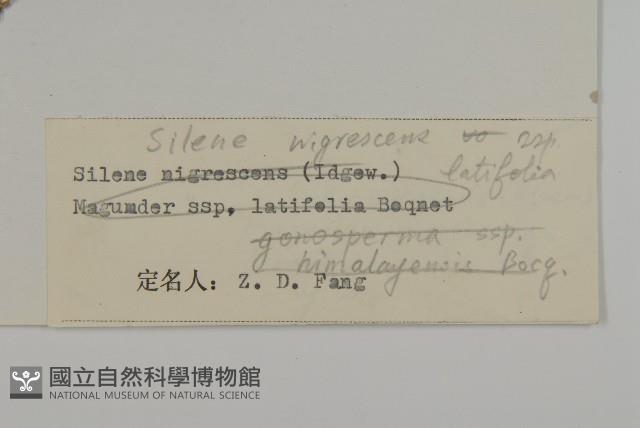 Silene nigrescens ssp.
latifolia
Silene nigrescens (Idgew.)
Magumder ssp. latifelia Boqnet
gonosperma ssp.
himalayensis Bocq.
定名人: Z. D. Fang
國立自然科學博物館
NATIONAL MUSEUM OF NATURAL SCIENCE